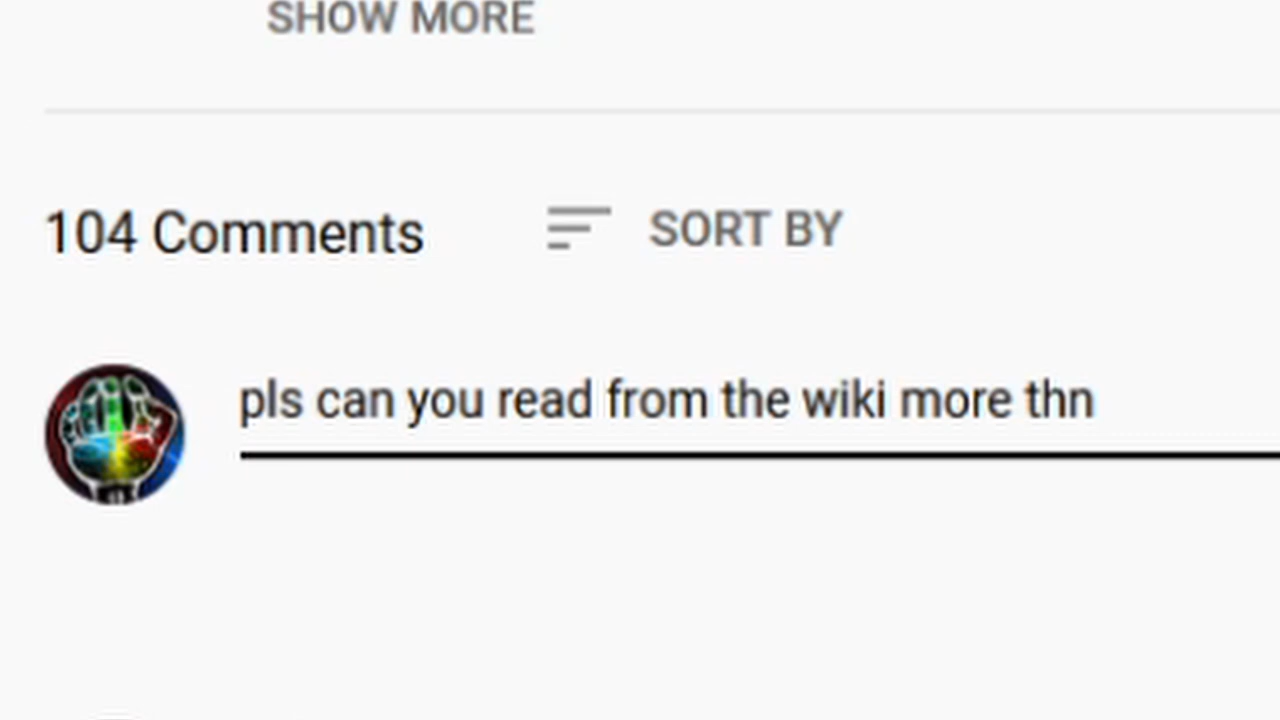 SHOW MORE
104 Comments
SORT BY
pls can you read from the wiki more thn